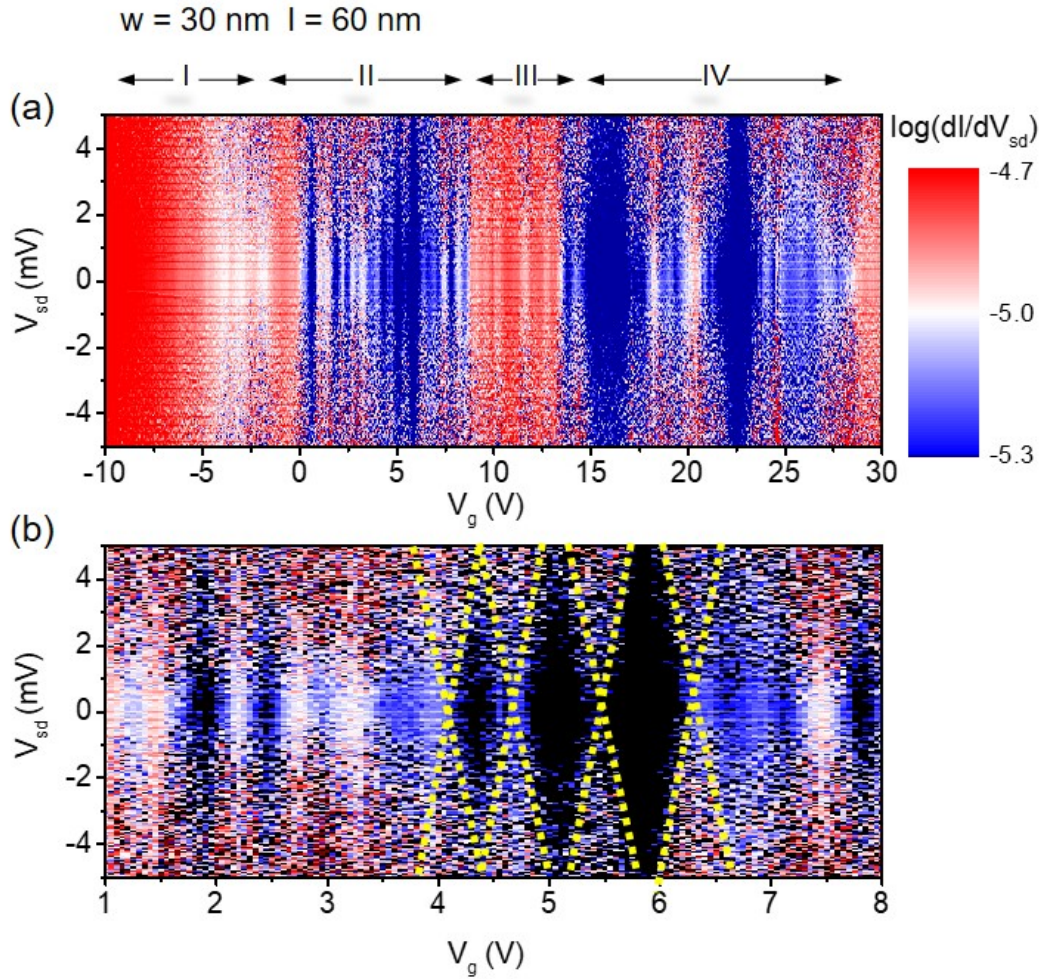 w = 30 nm l = 60 nm
I II III IV
(a)
log(dI/dV_sd)
4
2
0
-2
-4
V_sd (mV)
-4.7
-5.0
-5.3
-10 -5 0 5 10 15 20 25 30
V_g (V)
(b)
4
2
0
-2
-4
V_sd (mV)
1 2 3 4 5 6 7 8
V_g (V)